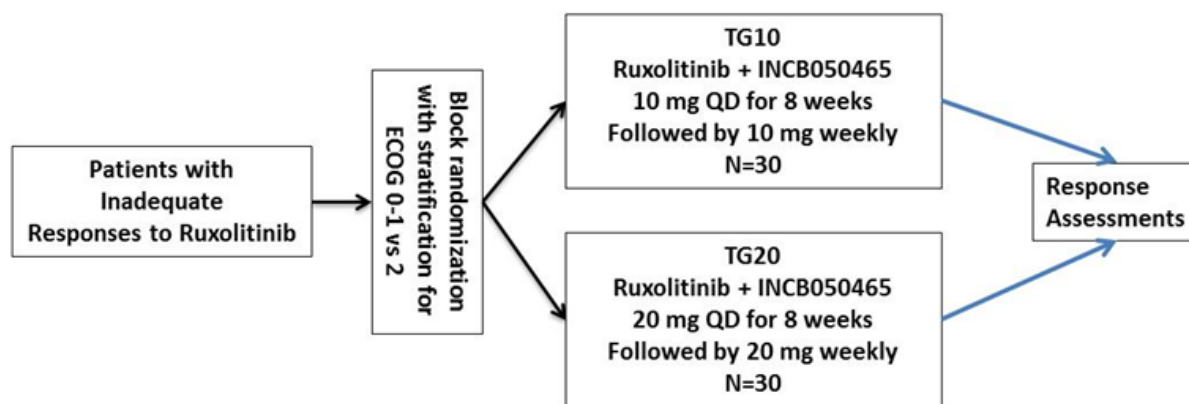 Patients with
Inadequate
Responses to Ruxolitinib
Block randomization
with stratification for
ECOG 0-1 vs 2
TG10
Ruxolitinib + INCB050465
10 mg QD for 8 weeks
Followed by 10 mg weekly
N=30
TG20
Ruxolitinib + INCB050465
20 mg QD for 8 weeks
Followed by 20 mg weekly
N=30
Response
Assessments